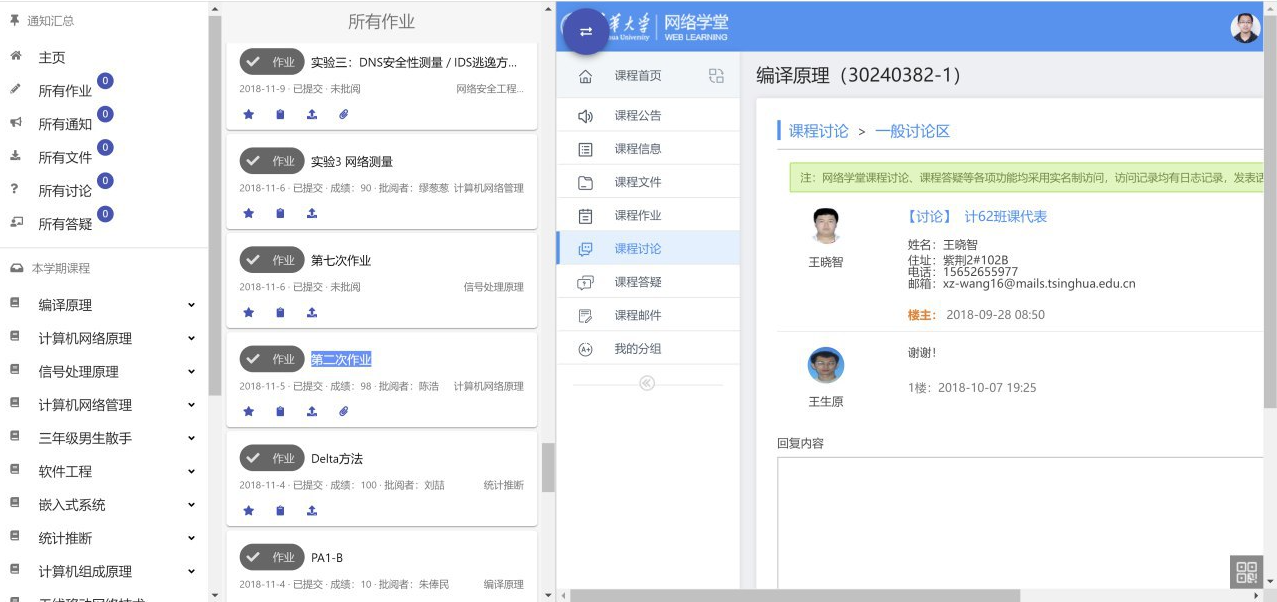 通知汇总
主页
所有作业 0
所有通知 0
所有文件 0
所有讨论 0
所有答疑 0
本学期课程
编译原理
计算机网络原理
信号处理原理
计算机网络管理
三年级男生散手
软件工程
嵌入式系统
统计推断
计算机组成原理
所有作业
作业 实验三：DNS安全性测量 / IDS逃逸方...
2018-11-9 · 已提交 · 未批阅 网络安全工程...
作业 实验3 网络测量
2018-11-6 · 已提交 · 成绩：90 · 批阅者：缪葱葱 计算机网络管理
作业 第七次作业
2018-11-6 · 已提交 · 未批阅 信号处理原理
作业 第二次作业
2018-11-5 · 已提交 · 成绩：98 · 批阅者：陈浩 计算机网络原理
作业 Delta方法
2018-11-4 · 已提交 · 成绩：100 · 批阅者：刘喆 统计推断
作业 PA1-B
2018-11-4 · 已提交 · 成绩：10 · 批阅者：朱俸民 编译原理
华大学 网络学堂
University WEB LEARNING
课程首页
课程公告
课程信息
课程文件
课程作业
课程讨论
课程答疑
课程邮件
A+ 我的分组
编译原理（30240382-1）
课程讨论 > 一般讨论区
注：网络学堂课程讨论、课程答疑等各项功能均采用实名制访问，访问记录均有日志记录，发表话
王晓智
【讨论】 计62班课代表
姓名：王晓智
住址：紫荆2#102B
电话：15652655977
邮箱：xz-wang16@mails.tsinghua.edu.cn
楼主： 2018-09-28 08:50
王生原
谢谢！
1楼：2018-10-07 19:25
回复内容